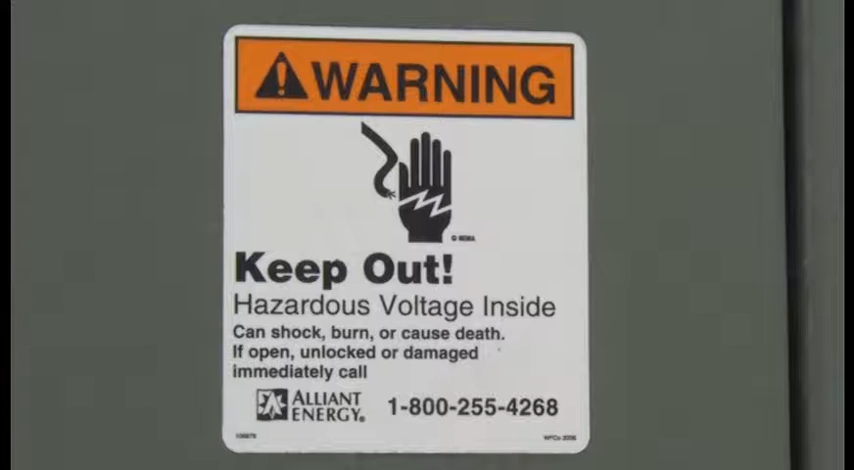 WARNING
© NEMA
Keep Out!
Hazardous Voltage Inside
Can shock, burn, or cause death.
If open, unlocked or damaged
immediately call
ALLIANT
ENERGY®
1-800-255-4268